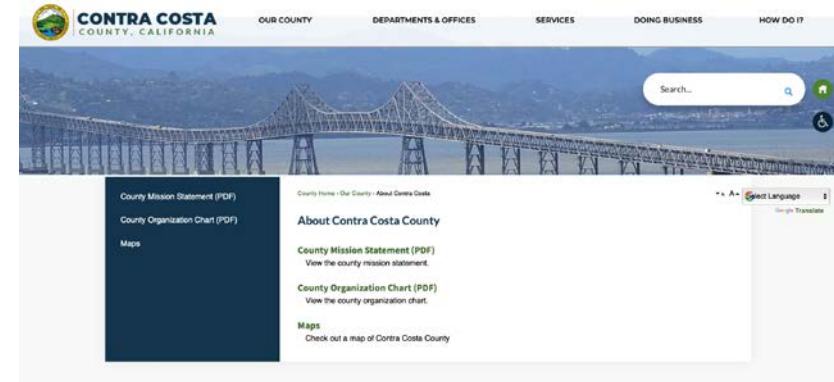 CONTRA COSTA
COUNTY, CALIFORNIA
OUR COUNTY
DEPARTMENTS & OFFICES
SERVICES
DOING BUSINESS
HOW DO I?
Search...
County Mission Statement (PDF)
County Organization Chart (PDF)
Maps
County Home › Our County › About Contra Costa
A+
Select Language
Google Translate
About Contra Costa County
County Mission Statement (PDF)
View the county mission statement.
County Organization Chart (PDF)
View the county organization chart.
Maps
Check out a map of Contra Costa County